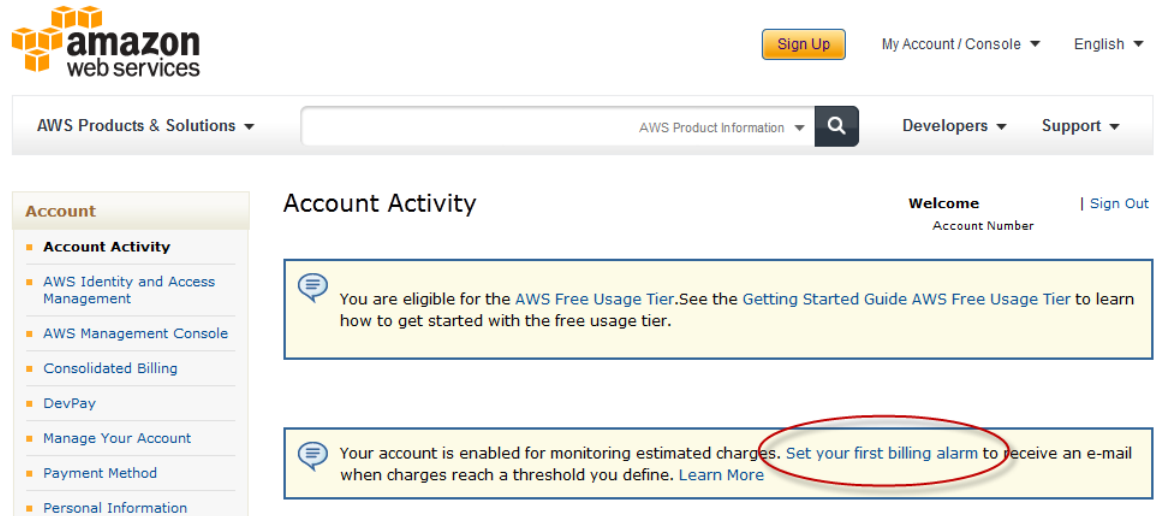 amazon
web services
Sign Up
My Account / Console
English
AWS Products & Solutions
AWS Product Information
Developers
Support
Account
Account Activity
AWS Identity and Access
Management
AWS Management Console
Consolidated Billing
DevPay
Manage Your Account
Payment Method
Personal Information
Account Activity
Welcome
| Sign Out
Account Number
You are eligible for the AWS Free Usage Tier.See the Getting Started Guide AWS Free Usage Tier to learn
how to get started with the free usage tier.
Your account is enabled for monitoring estimated charges. Set your first billing alarm to receive an e-mail
when charges reach a threshold you define. Learn More